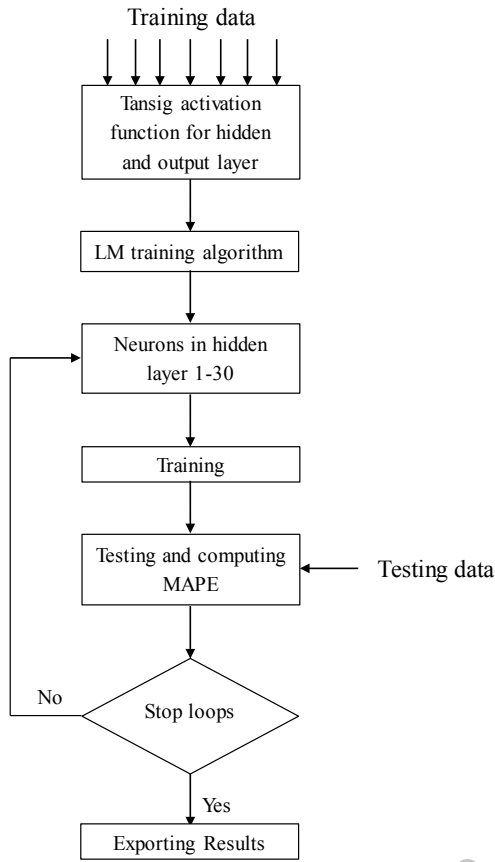 Training data
Tansig activation
function for hidden
and output layer
LM training algorithm
Neurons in hidden
layer 1-30
Training
Testing and computing
MAPE
Testing data
No
Stop loops
Yes
Exporting Results